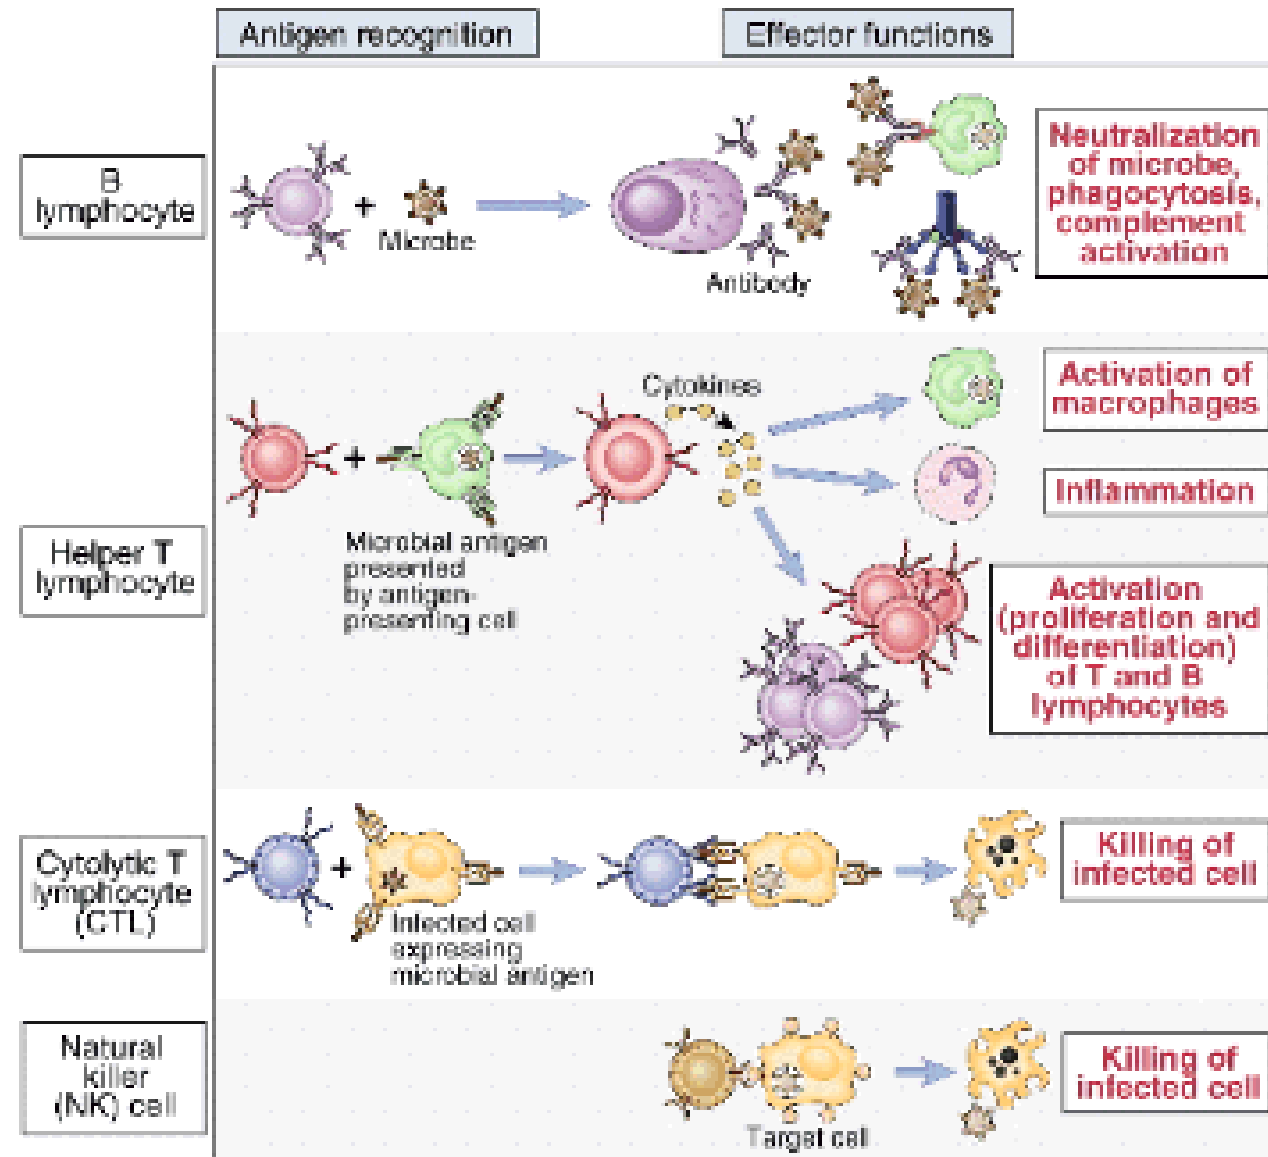 Antigen recognition
Effector functions
B
lymphocyte
Microbe
Antibody
Neutralization
of microbe,
phagocytosis,
complement
activation
Helper T
lymphocyte
Microbial antigen
presented
by antigen-
presenting cell
Cytokines
Activation of
macrophages
Inflammation
Activation
(proliferation and
differentiation)
of T and B
lymphocytes
Cytolytic T
lymphocyte
(CTL)
Infected cell
expressing
microbial antigen
Killing of
infected cell
Natural
killer
(NK) cell
Target cell
Killing of
infected cell